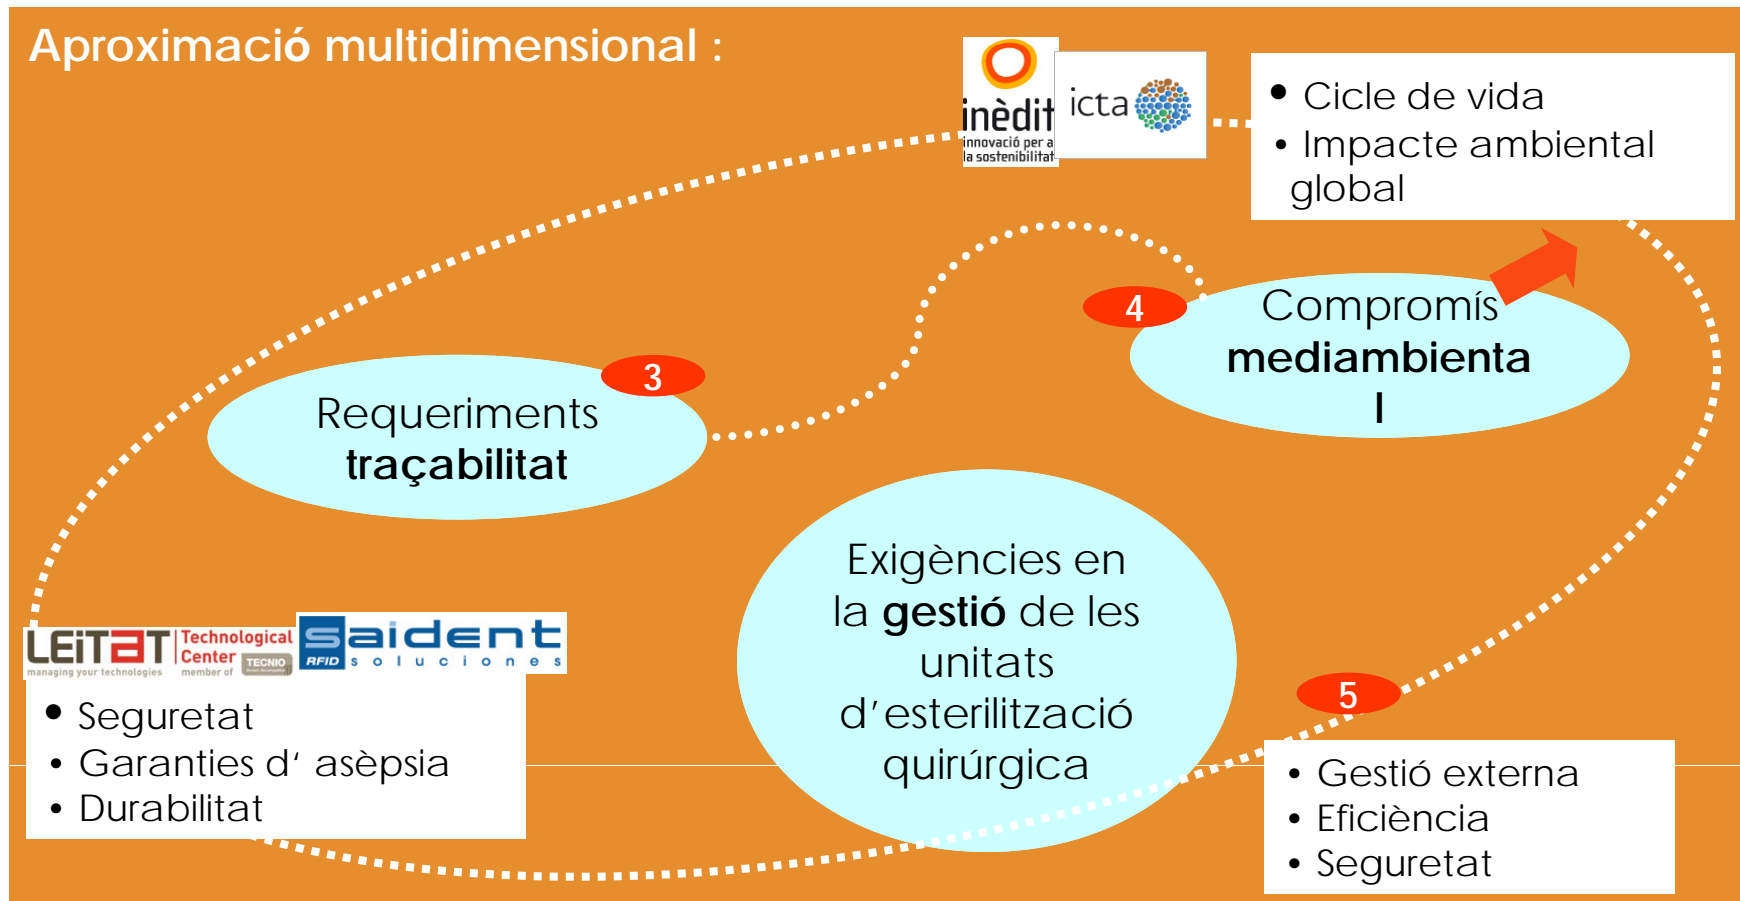 Aproximació multidimensional :
inèdit
innovació per a
la sostenibilitat
icta
• Cicle de vida
• Impacte ambiental
global
4
Compromís
mediambienta
l
3
Requeriments
traçabilitat
Exigències en
la gestió de les
unitats
d’esterilització
quirúrgica
LEITAT
managing your technologies
Technological
Center
member of
TECNIO
Saident
RFID soluciones
• Seguretat
• Garanties d‘ asèpsia
• Durabilitat
5
• Gestió externa
• Eficiència
• Seguretat